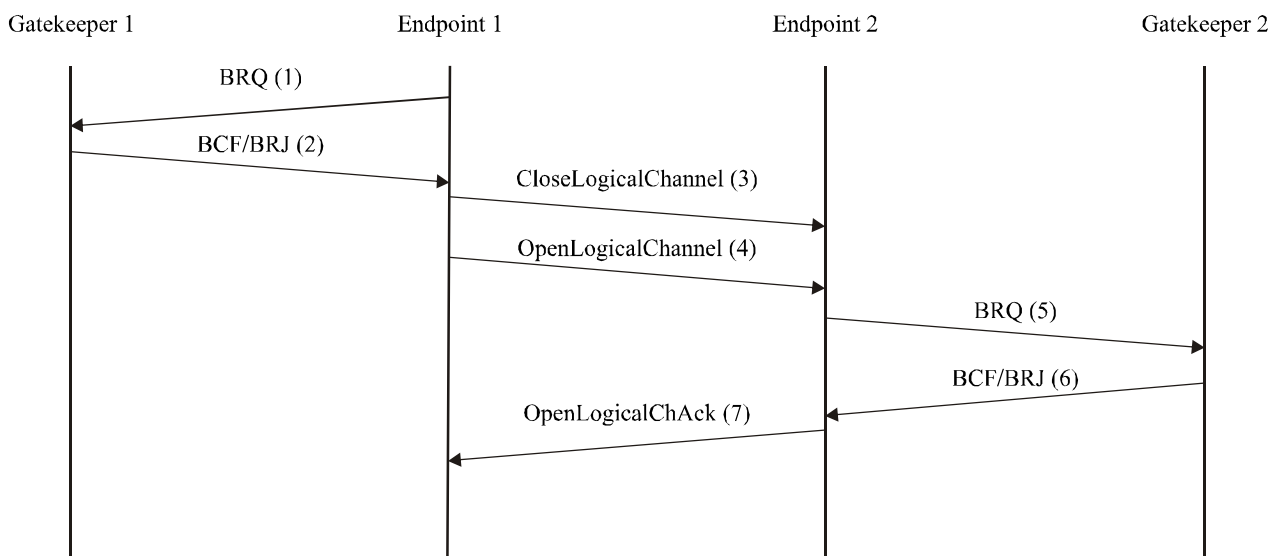 Gatekeeper 1
Endpoint 1
Endpoint 2
Gatekeeper 2
BRQ (1)
BCF/BRJ (2)
CloseLogicalChannel (3)
OpenLogicalChannel (4)
BRQ (5)
BCF/BRJ (6)
OpenLogicalChAck (7)